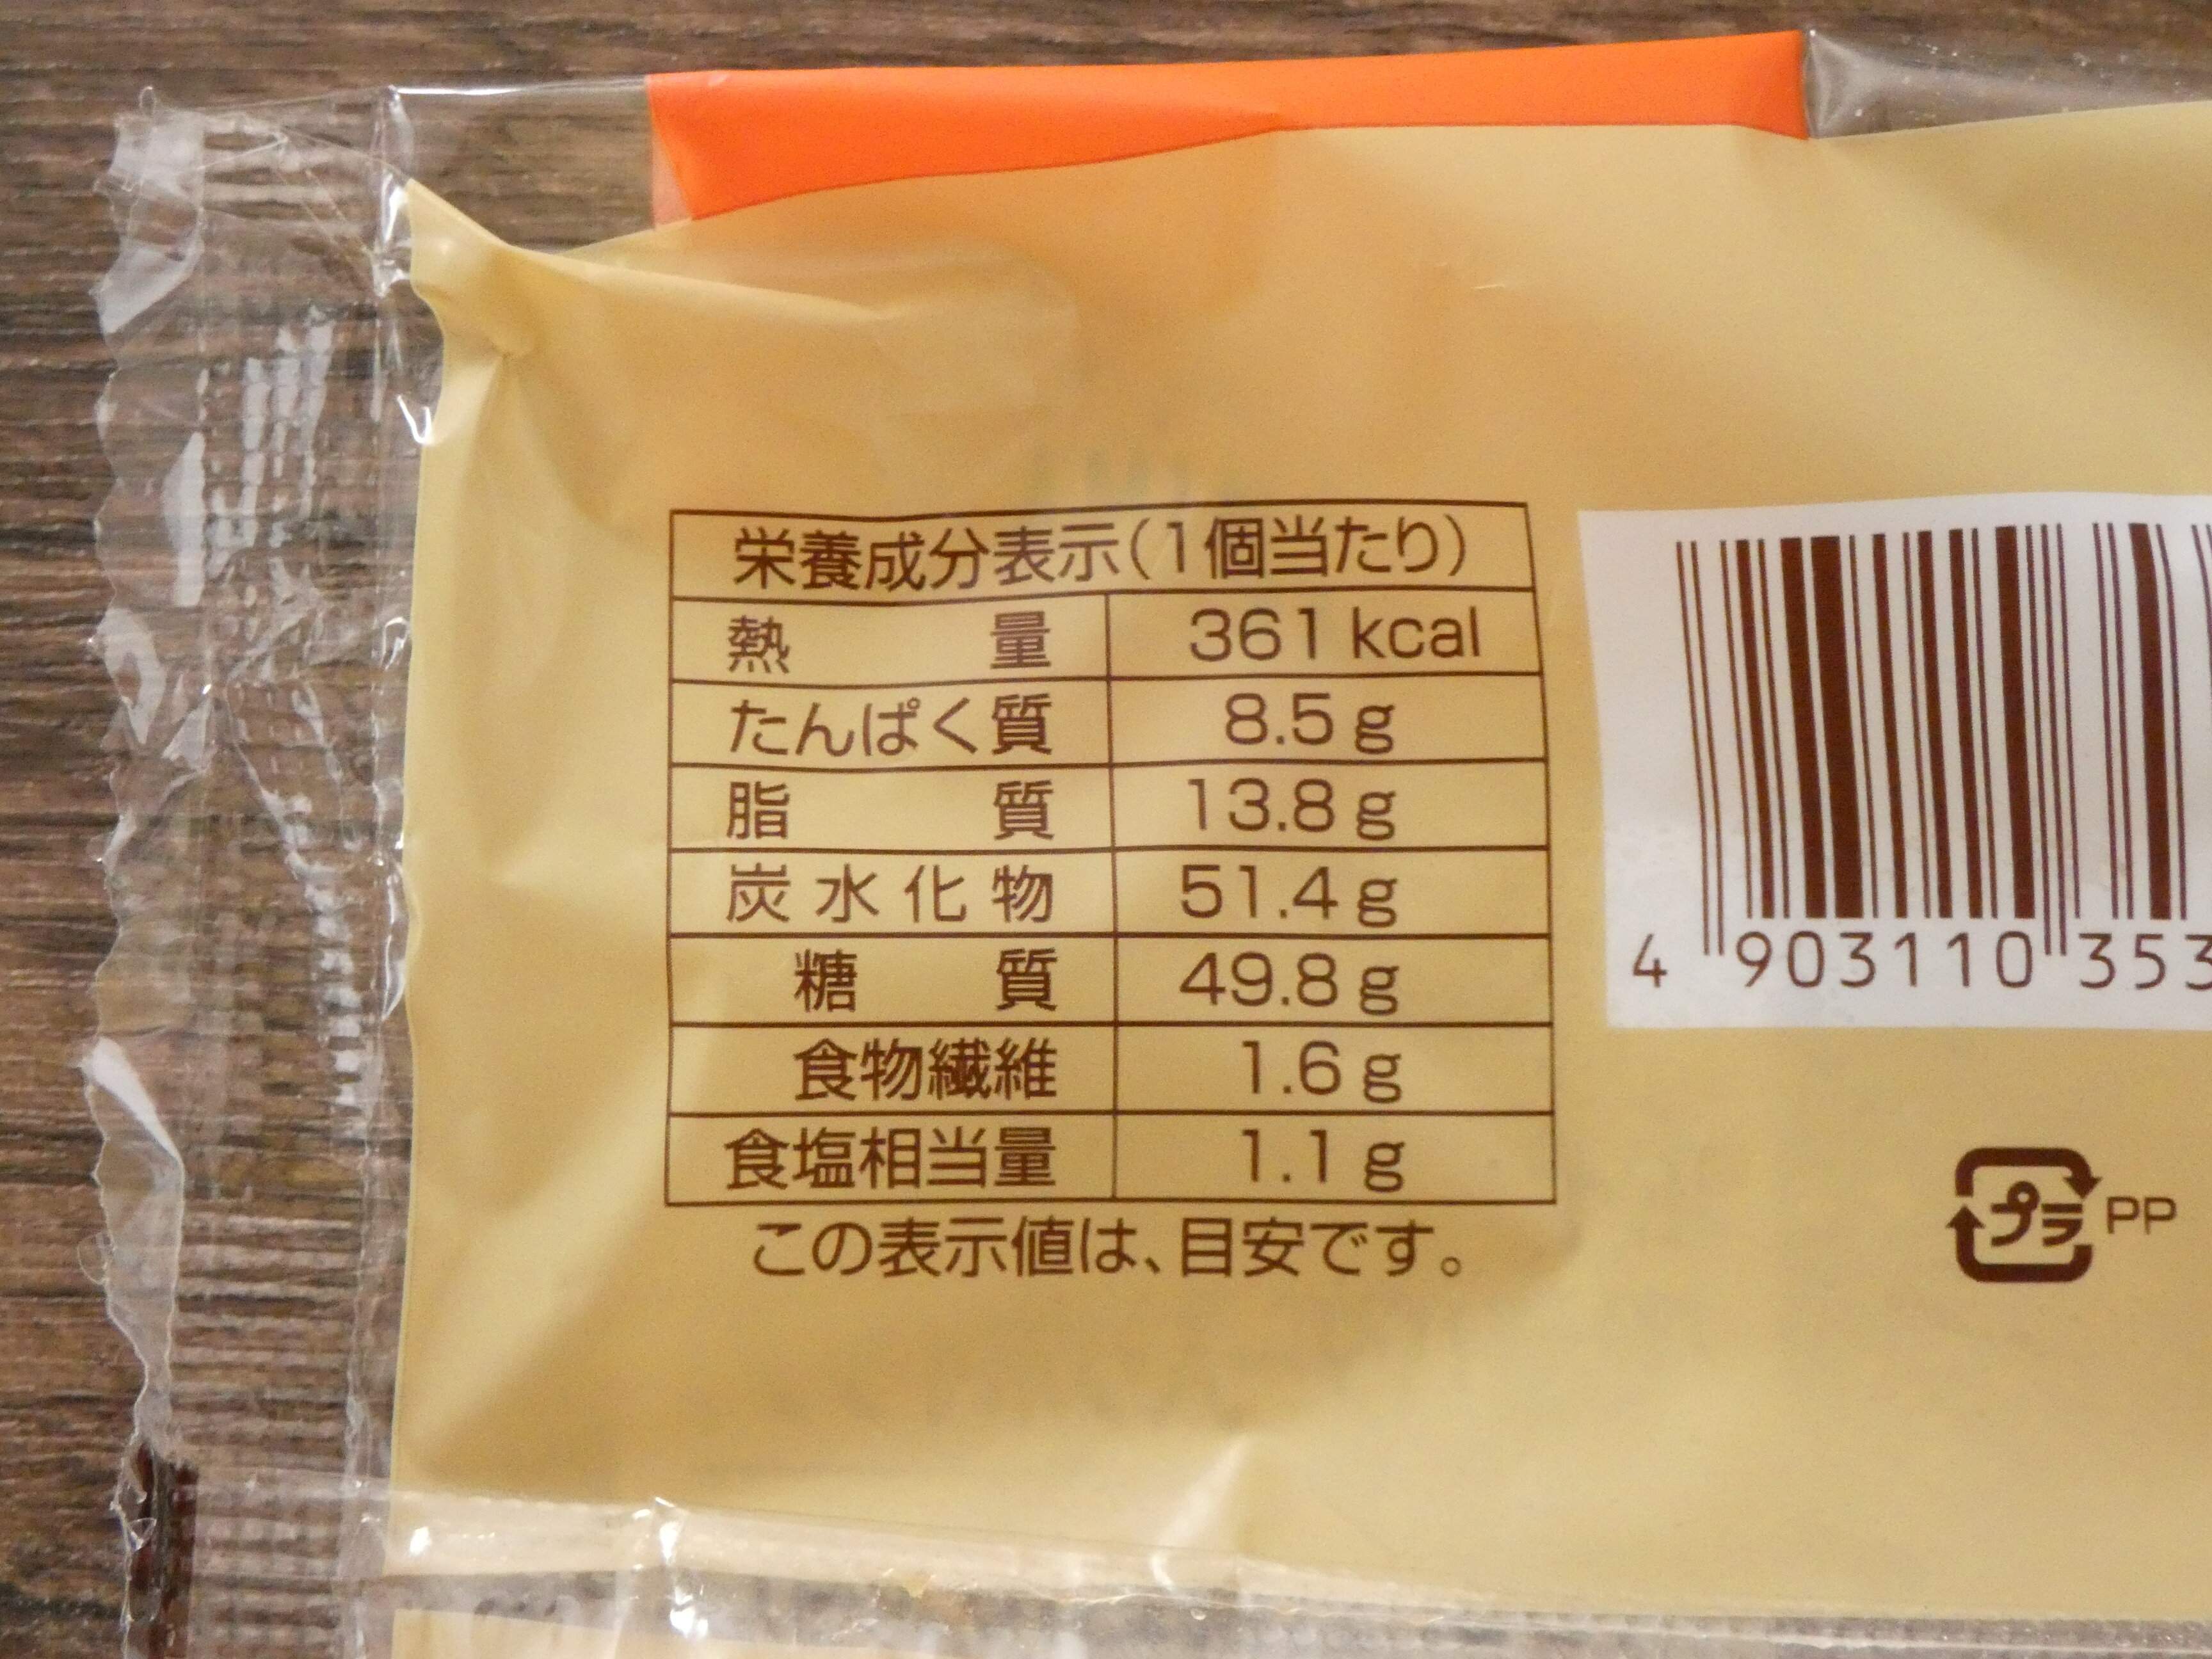 栄養成分表示(1個当たり)
熱量 361 kcal
たんぱく質 8.5 g
脂質 13.8 g
炭水化物 51.4 g
糖質 49.8 g
食物繊維 1.6 g
食塩相当量 1.1 g
この表示値は、目安です。
4 903110 353
プラ PP